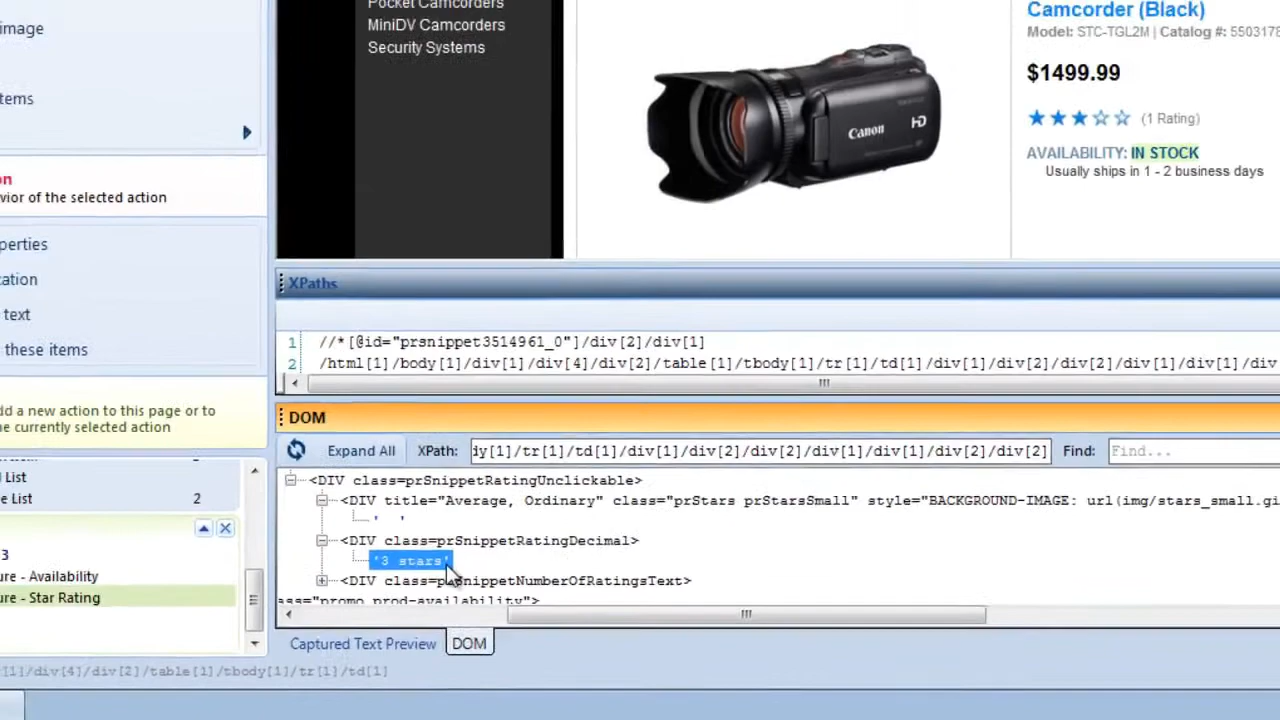 Pocket Camcorders
MiniDV Camcorders
Security Systems
Camcorder (Black)
Model: STC-TGL2M | Catalog #: 5503178
$1499.99
(1 Rating)
AVAILABILITY: IN STOCK
Usually ships in 1 - 2 business days
Canon
HD
image
tems
n
vior of the selected action
perties
ation
text
these items
dd a new action to this page or to
e currently selected action
List
e List 2
3
ure - Availability
ure - Star Rating
XPaths
1 //*[@id="prsnippet3514961_0"]/div[2]/div[1]
2 /html[1]/body[1]/div[1]/div[4]/div[2]/table[1]/tbody[1]/tr[1]/td[1]/div[1]/div[2]/div[2]/div[1]/div[1]/div
DOM
Expand All XPath: dy[1]/tr[1]/td[1]/div[1]/div[2]/div[2]/div[1]/div[1]/div[2]/div[2] Find: Find...
<DIV class=prSnippetRatingUnclickable>
<DIV title="Average, Ordinary" class="prStars prStarsSmall" style="BACKGROUND-IMAGE: url(img/stars_small.gi
' '
<DIV class=prSnippetRatingDecimal>
'3 stars'
<DIV class=prSnippetNumberOfRatingsText>
ass="promo prod-availability">
Captured Text Preview DOM
[1]/div[4]/div[2]/table[1]/tbody[1]/tr[1]/td[1]